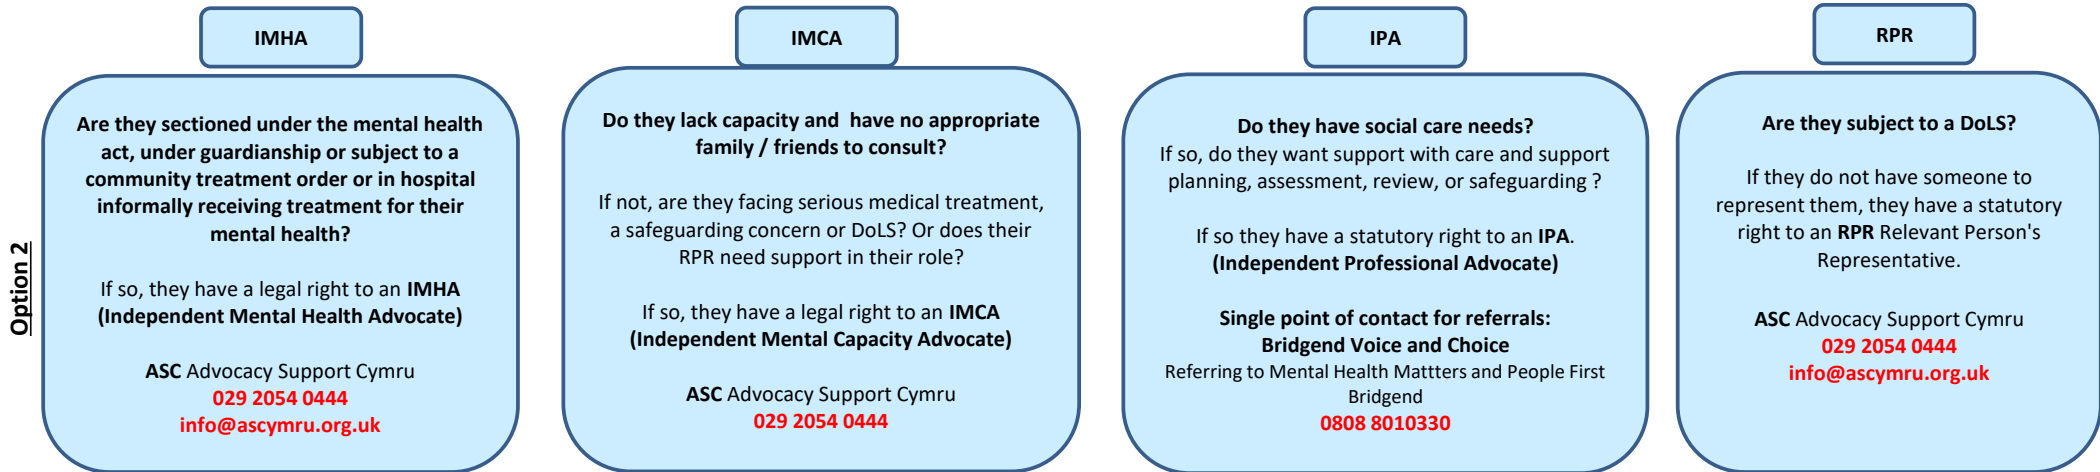 Option 2
IMHA
Are they sectioned under the mental health
act, under guardianship or subject to a
community treatment order or in hospital
informally receiving treatment for their
mental health?
If so, they have a legal right to an IMHA
(Independent Mental Health Advocate)
ASC Advocacy Support Cymru
029 2054 0444
info@ascymru.org.uk
IMCA
Do they lack capacity and have no appropriate
family / friends to consult?
If not, are they facing serious medical treatment,
a safeguarding concern or DoLS? Or does their
RPR need support in their role?
If so, they have a legal right to an IMCA
(Independent Mental Capacity Advocate)
ASC Advocacy Support Cymru
029 2054 0444
IPA
Do they have social care needs?
If so, do they want support with care and support
planning, assessment, review, or safeguarding ?
If so they have a statutory right to an IPA.
(Independent Professional Advocate)
Single point of contact for referrals:
Bridgend Voice and Choice
Referring to Mental Health Mattters and People First
Bridgend
0808 8010330
RPR
Are they subject to a DoLS?
If they do not have someone to
represent them, they have a statutory
right to an RPR Relevant Person's
Representative.
ASC Advocacy Support Cymru
029 2054 0444
info@ascymru.org.uk